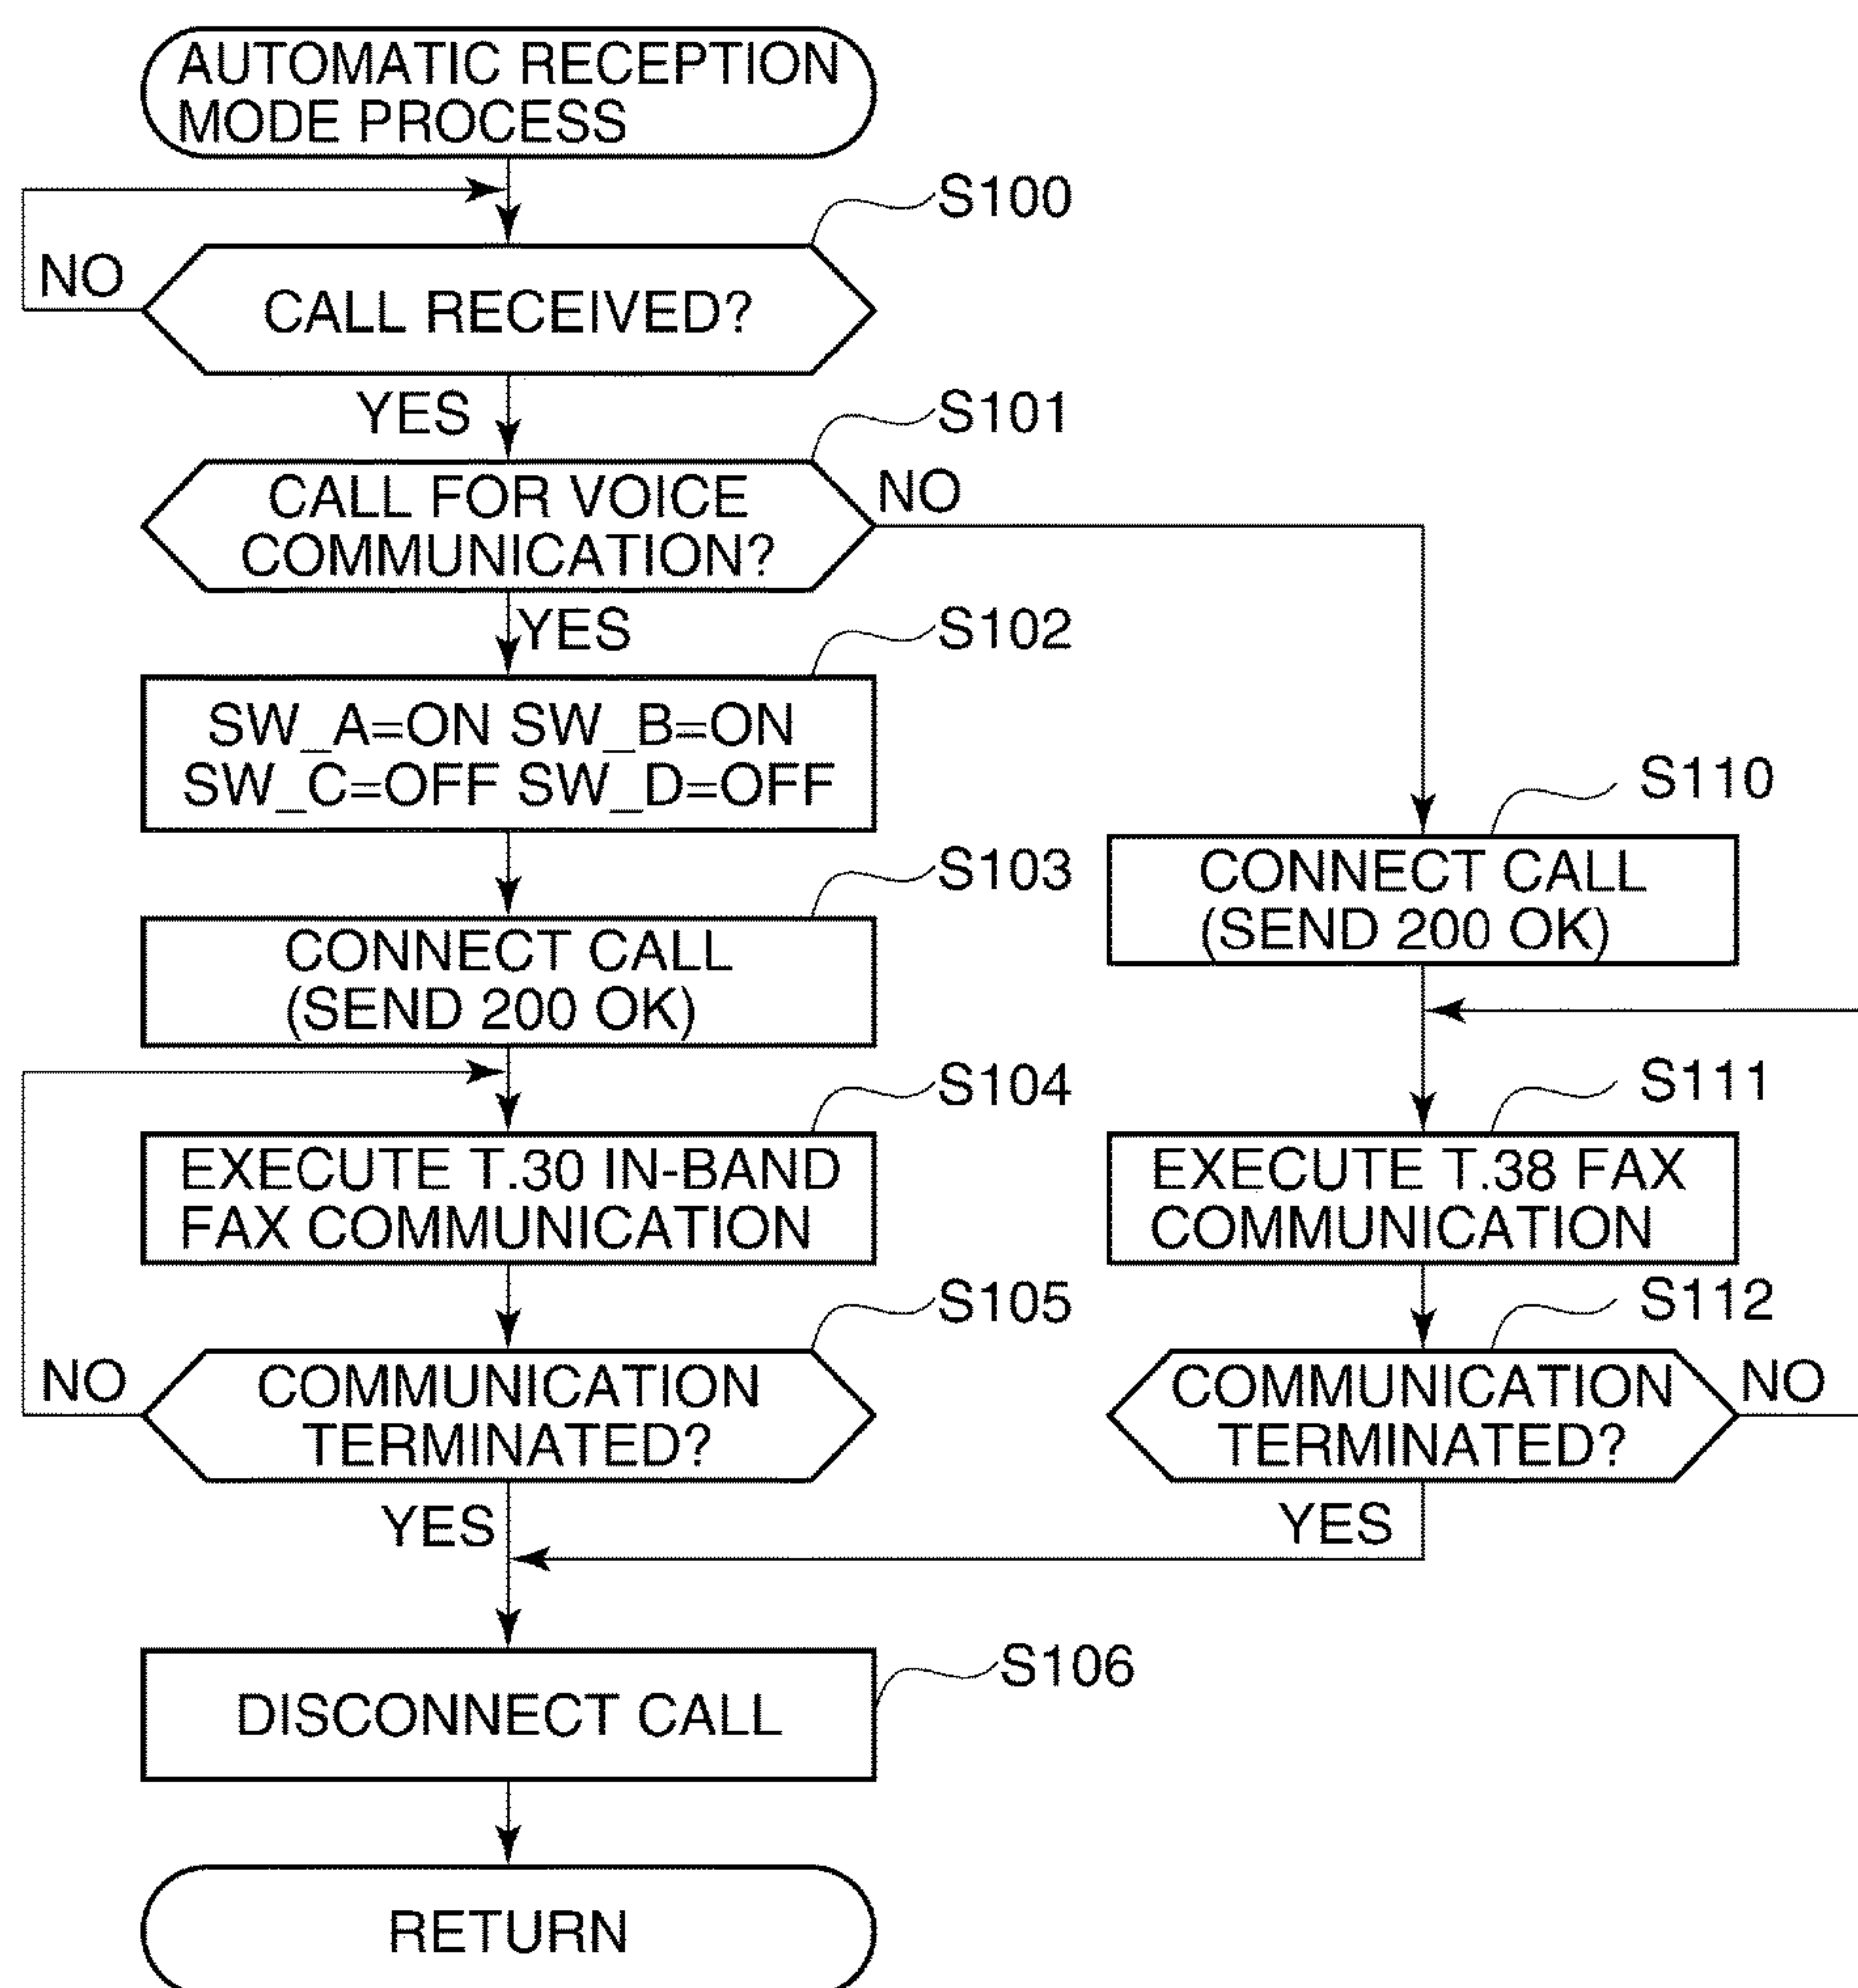 AUTOMATIC RECEPTION
MODE PROCESS
S100
NO
CALL RECEIVED?
YES
S101
CALL FOR VOICE
COMMUNICATION?
NO
YES
S102
SW_A=ON SW_B=ON
SW_C=OFF SW_D=OFF
S103
CONNECT CALL
(SEND 200 OK)
S104
EXECUTE T.30 IN-BAND
FAX COMMUNICATION
S105
NO
COMMUNICATION
TERMINATED?
YES
S110
CONNECT CALL
(SEND 200 OK)
S111
EXECUTE T.38 FAX
COMMUNICATION
S112
COMMUNICATION
TERMINATED?
NO
YES
S106
DISCONNECT CALL
RETURN